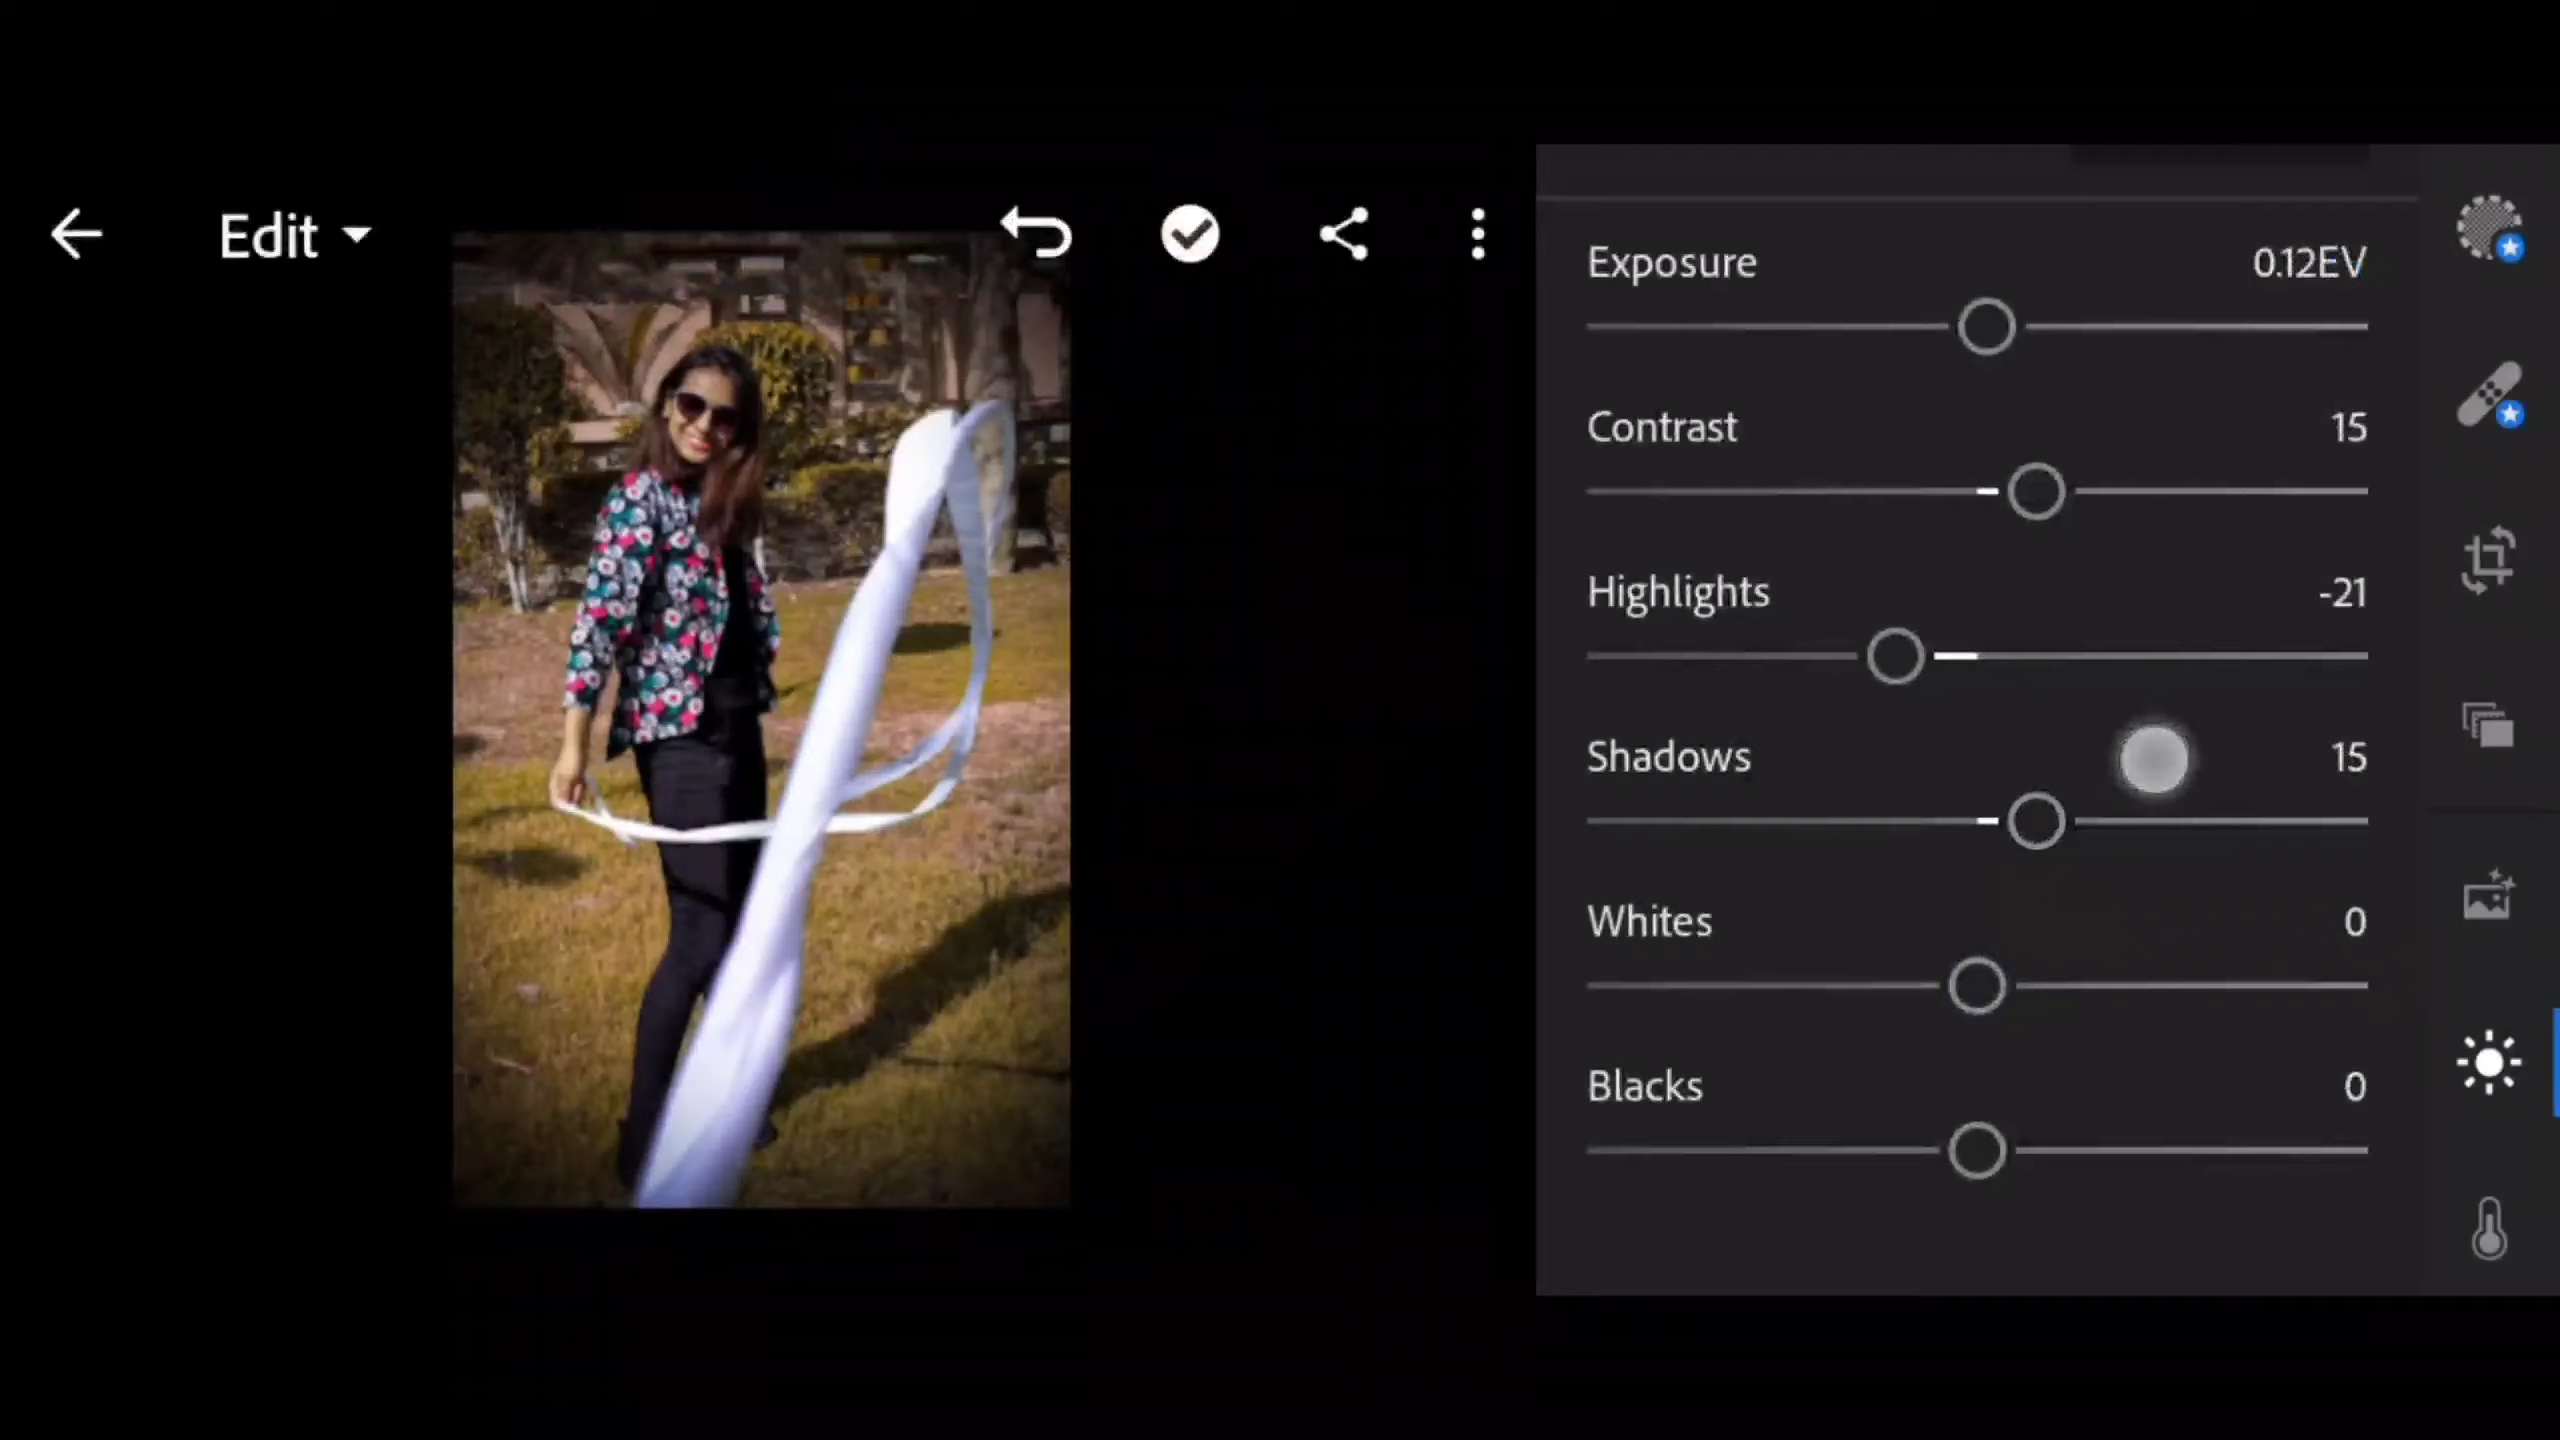 Edit
Exposure 0.12EV
Contrast 15
Highlights -21
Shadows 15
Whites 0
Blacks 0